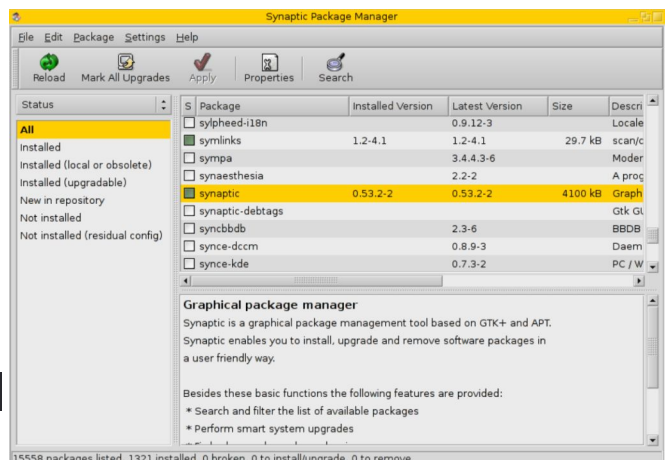 Synaptic Package Manager
File Edit Package Settings Help
Reload Mark All Upgrades Apply Properties Search
Status
All
Installed
Installed (local or obsolete)
Installed (upgradable)
New in repository
Not installed
Not installed (residual config)
S Package Installed Version Latest Version Size Descri
sylpheed-i18n 0.9.12-3 Locale
symlinks 1.2-4.1 1.2-4.1 29.7 kB scan/c
sympa 3.4.4.3-6 Moder
synaesthesia 2.2-2 A prog
synaptic 0.53.2-2 0.53.2-2 4100 kB Graph
synaptic-debtags Gtk GU
syncbbdb 2.3-6 BBDB
synce-dccm 0.8.9-3 Daem
synce-kde 0.7.3-2 PC / W
Graphical package manager
Synaptic is a graphical package management tool based on GTK+ and APT.
Synaptic enables you to install, upgrade and remove software packages in
a user friendly way.
Besides these basic functions the following features are provided:
* Search and filter the list of available packages
* Perform smart system upgrades
15558 packages listed, 1321 installed, 0 broken. 0 to install/upgrade, 0 to remove